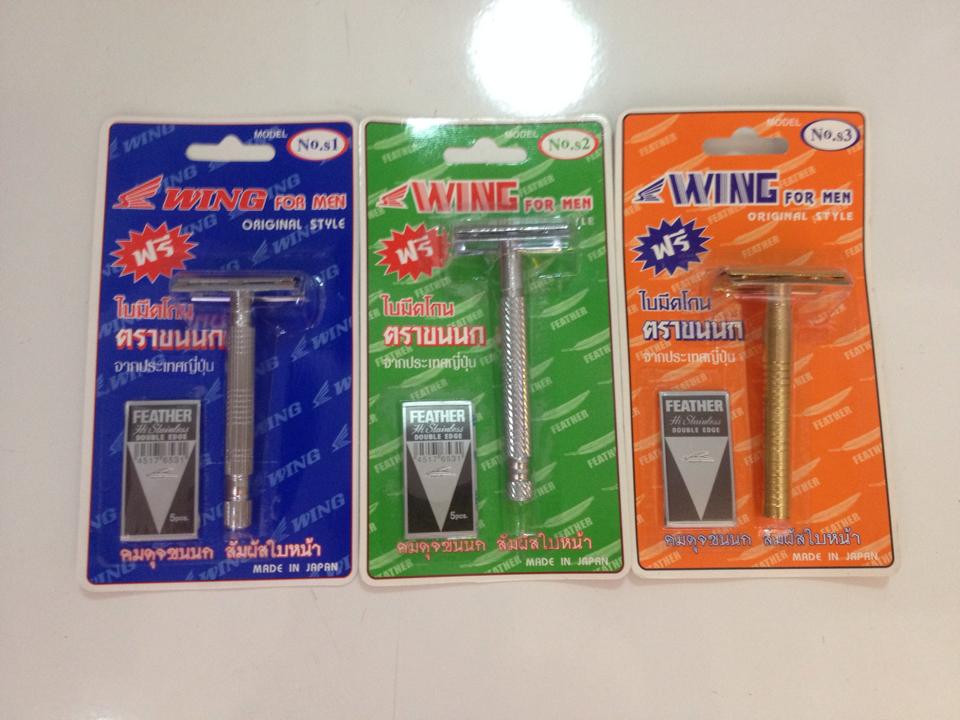 MODEL
No.s1
WING FOR MEN
ORIGINAL STYLE
ฟรี
ใบมีดโกน
ตราขนนก
จากประเทศญี่ปุ่น
FEATHER
Hi Stainless
DOUBLE EDGE
4517 6531
5pcs.
คมดุจขนนก สัมผัสใบหน้า
MADE IN JAPAN
MODEL
No.s2
WING FOR MEN
STYLE
ฟรี
ใบมีดโกน
ตราขนนก
จากประเทศญี่ปุ่น
FEATHER
Hi Stainless
DOUBLE EDGE
4517 6531
5pcs.
คมดุจขนนก สัมผัสใบหน้า
MADE IN JAPAN
MODEL
No.s3
WING FOR MEN
ORIGINAL STYLE
ฟรี
ใบมีดโกน
ตราขนนก
จากประเทศญี่ปุ่น
FEATHER
Hi Stainless
DOUBLE EDGE
คมดุจขนนก สัมผัสใบหน้า
MADE IN JAPAN